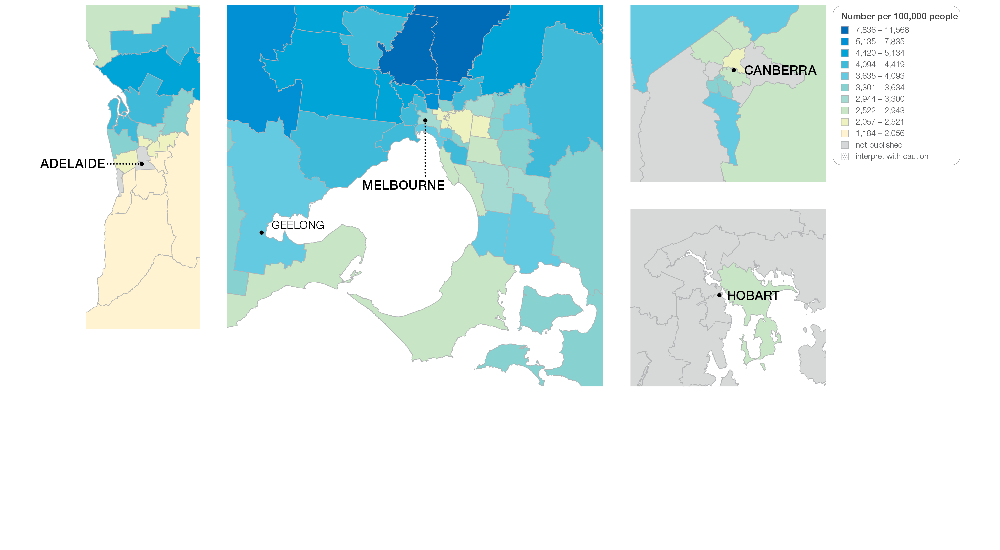 ADELAIDE
MELBOURNE
GEELONG
CANBERRA
HOBART
Number per 100,000 people
7,836 – 11,568
5,135 – 7,835
4,420 – 5,134
4,094 – 4,419
3,635 – 4,093
3,301 – 3,634
2,944 – 3,300
2,522 – 2,943
2,057 – 2,521
1,184 – 2,056
not published
interpret with caution